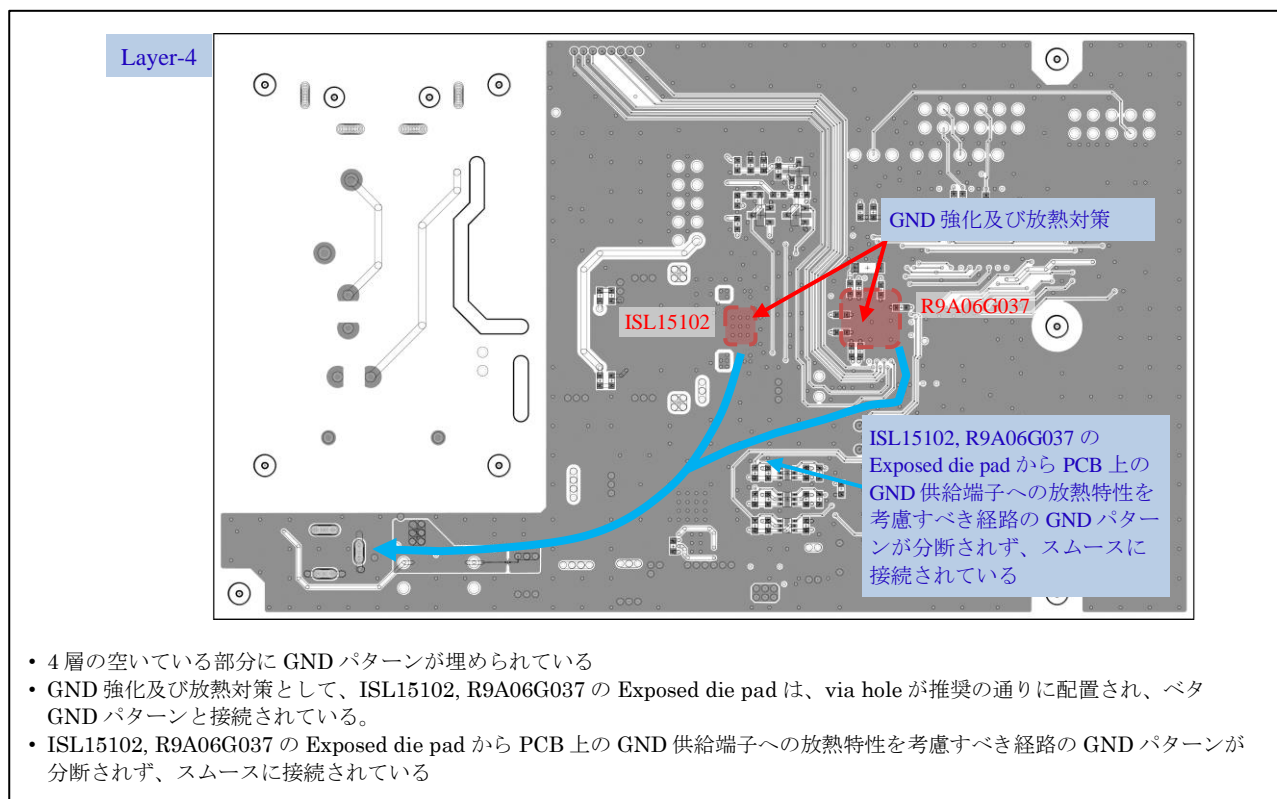 Layer-4
GND 強化及び放熱対策
ISL15102
R9A06G037
ISL15102, R9A06G037 の
Exposed die pad から PCB 上の
GND 供給端子への放熱特性を
考慮すべき経路の GND パター
ンが分断されず、スムースに
接続されている
• 4 層の空いている部分に GND パターンが埋められている
• GND 強化及び放熱対策として、ISL15102, R9A06G037 の Exposed die pad は、via hole が推奨の通りに配置され、ベタ
GND パターンと接続されている。
• ISL15102, R9A06G037 の Exposed die pad から PCB 上の GND 供給端子への放熱特性を考慮すべき経路の GND パターンが
分断されず、スムースに接続されている